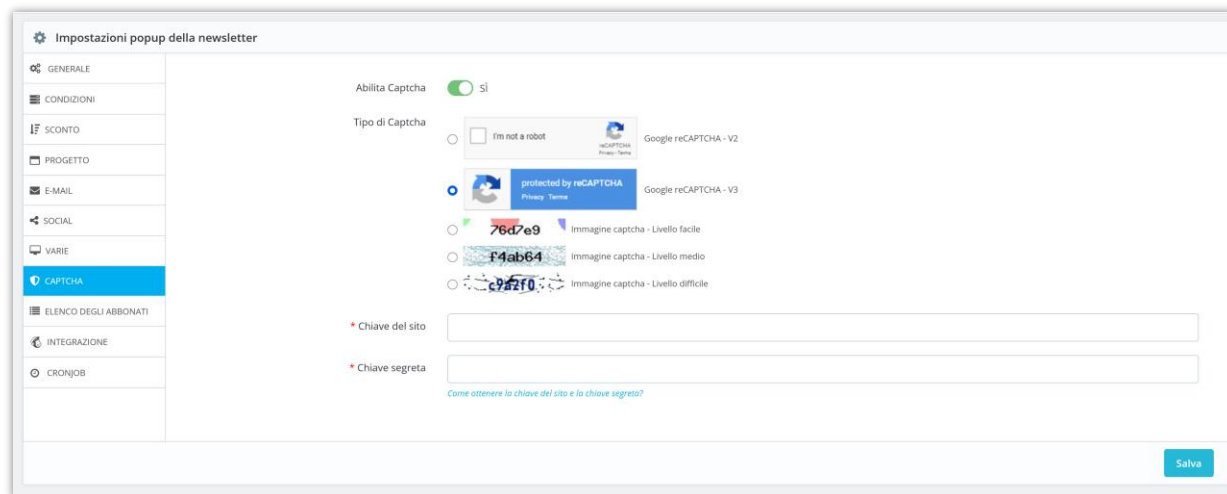 Impostazioni popup della newsletter
GENERALE
CONDIZIONI
SCONTO
PROGETTO
E-MAIL
SOCIAL
VARIE
CAPTCHA
ELENCO DEGLI ABBONATI
INTEGRAZIONE
CRONJOB
Abilita Captcha SÌ
Tipo di Captcha
I'm not a robot reCAPTCHA Privacy - Terms Google reCAPTCHA - V2
protected by reCAPTCHA Privacy Terms Google reCAPTCHA - V3
76d7e9 Immagine captcha - Livello facile
f4ab64 Immagine captcha - Livello medio
c9a2f0 Immagine captcha - Livello difficile
* Chiave del sito
* Chiave segreta
Come ottenere la chiave del sito e la chiave segreta?
Salva